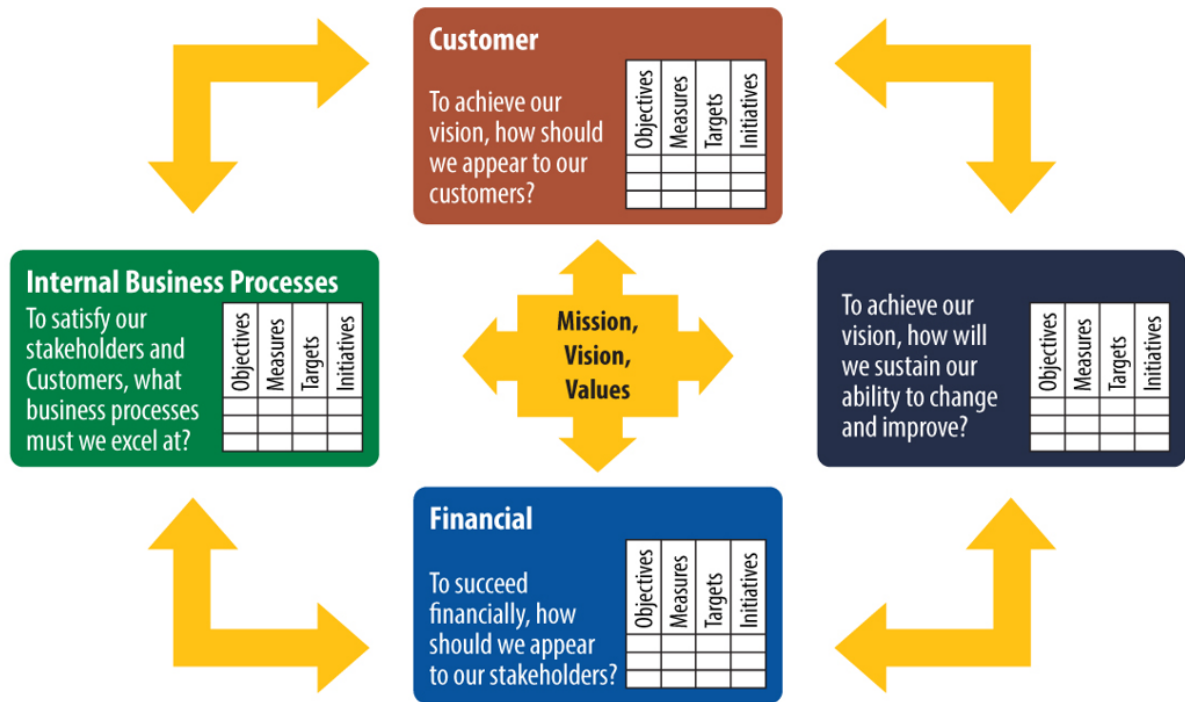 Customer
To achieve our
vision, how should
we appear to our
customers?
Objectives
Measures
Targets
Initiatives
Internal Business Processes
To satisfy our
stakeholders and
Customers, what
business processes
must we excel at?
Objectives
Measures
Targets
Initiatives
Mission,
Vision,
Values
To achieve our
vision, how will
we sustain our
ability to change
and improve?
Objectives
Measures
Targets
Initiatives
Financial
To succeed
financially, how
should we appear
to our stakeholders?
Objectives
Measures
Targets
Initiatives